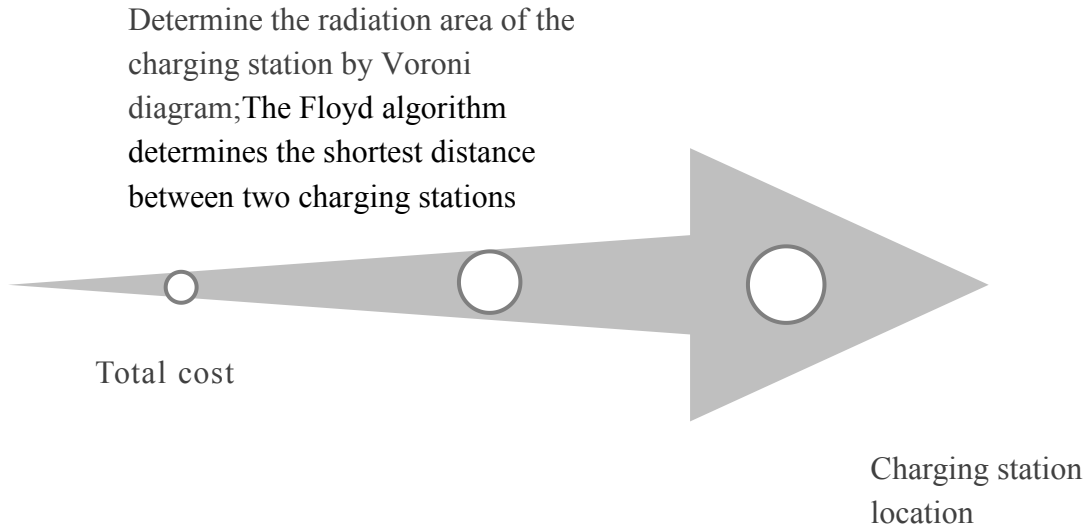 Determine the radiation area of the
charging station by Voroni
diagram;The Floyd algorithm
determines the shortest distance
between two charging stations
Total cost
Charging station
location